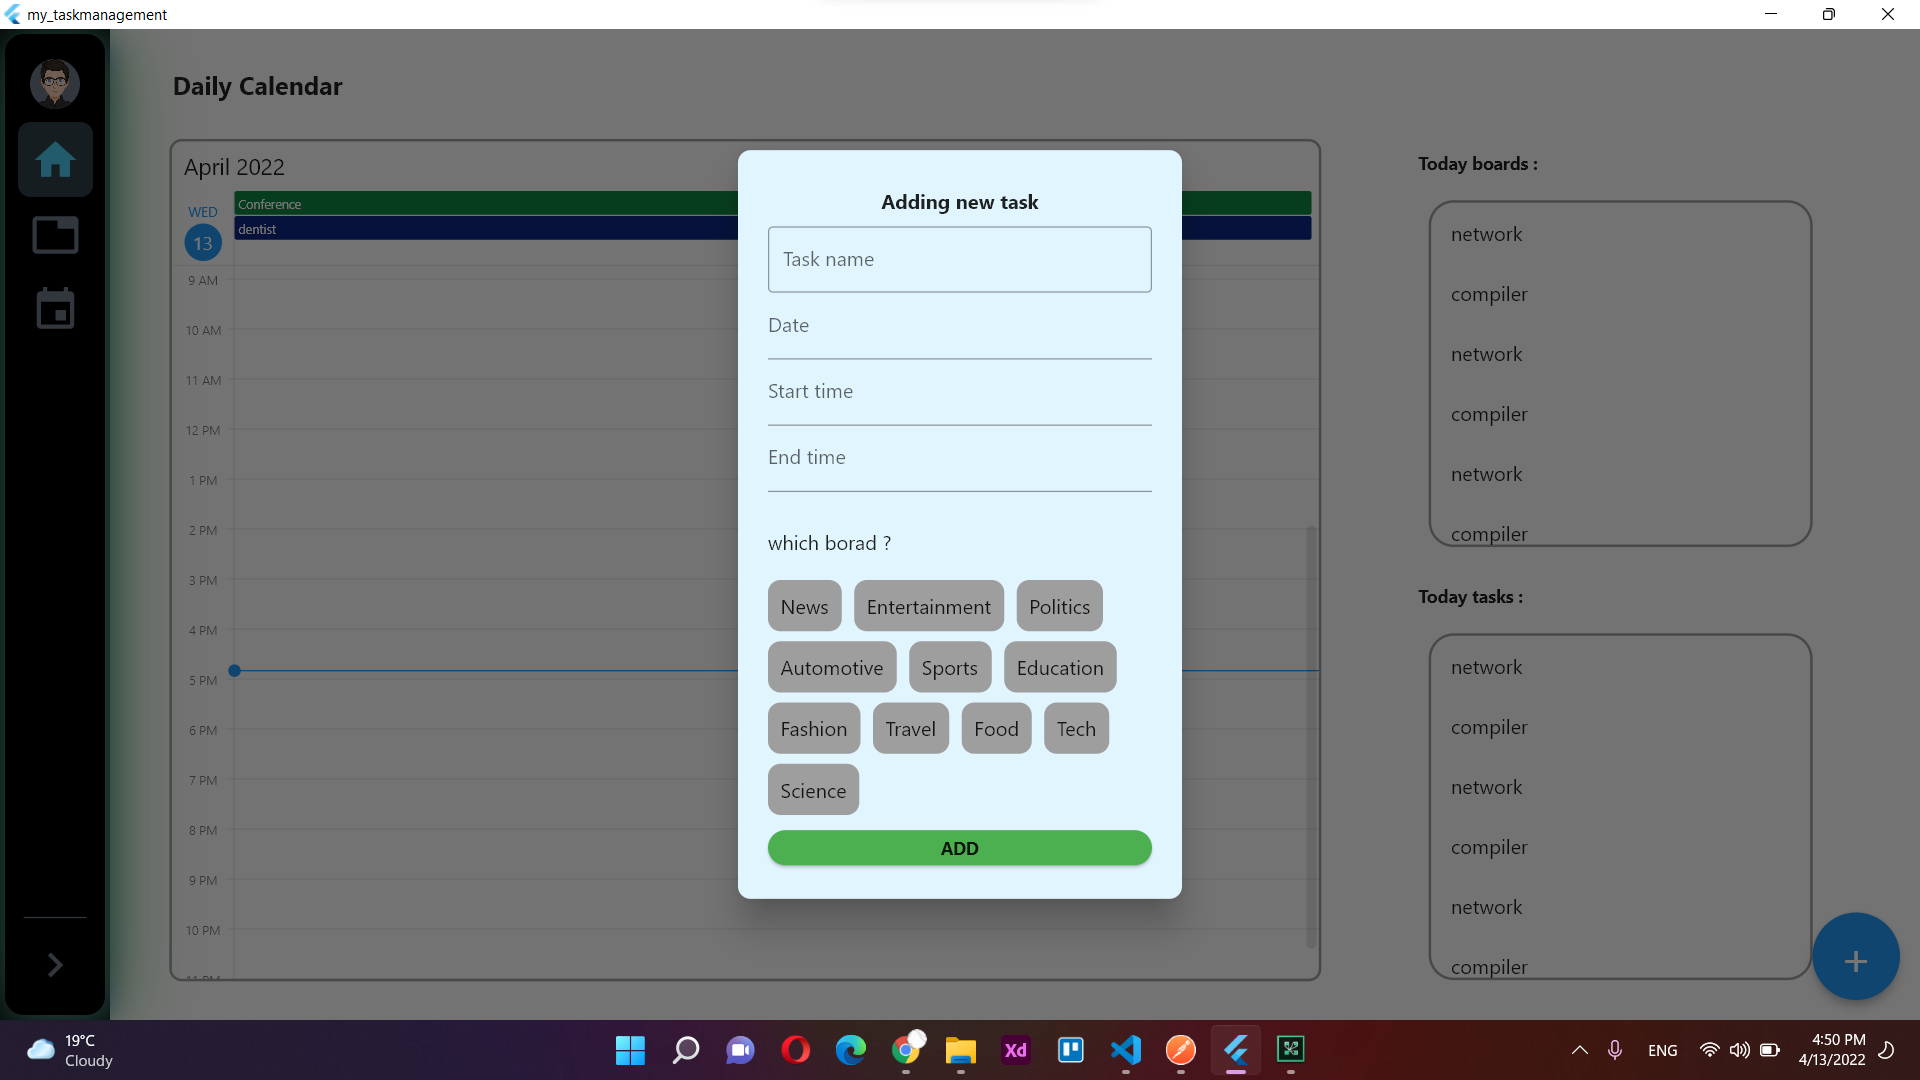 my_taskmanagement
Daily Calendar
April 2022
WED
13
Conference
dentist
9 AM
10 AM
11 AM
12 PM
1 PM
2 PM
3 PM
4 PM
5 PM
6 PM
7 PM
8 PM
9 PM
10 PM
11 PM
Adding new task
Task name
Date
Start time
End time
which borad ?
News Entertainment Politics
Automotive Sports Education
Fashion Travel Food Tech
Science
ADD
Today boards :
network
compiler
network
compiler
network
compiler
Today tasks :
network
compiler
network
compiler
network
compiler
+
19°C
Cloudy
Xd
ENG
4:50 PM
4/13/2022